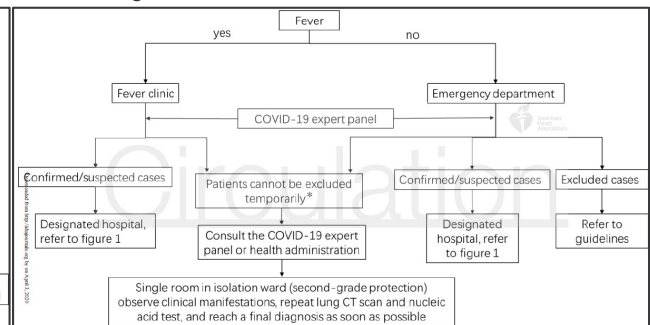 Fever
yes
no
Fever clinic
Emergency department
COVID-19 expert panel
American
Heart
Association
Circulation
Confirmed/suspected cases
Patients cannot be excluded
temporarily*
Confirmed/suspected cases
Excluded cases
Designated hospital,
refer to figure 1
Consult the COVID-19 expert
panel or health administration
Designated
hospital, refer
to figure 1
Refer to
guidelines
Single room in isolation ward (second-grade protection)
observe clinical manifestations, repeat lung CT scan and nucleic
acid test, and reach a final diagnosis as soon as possible